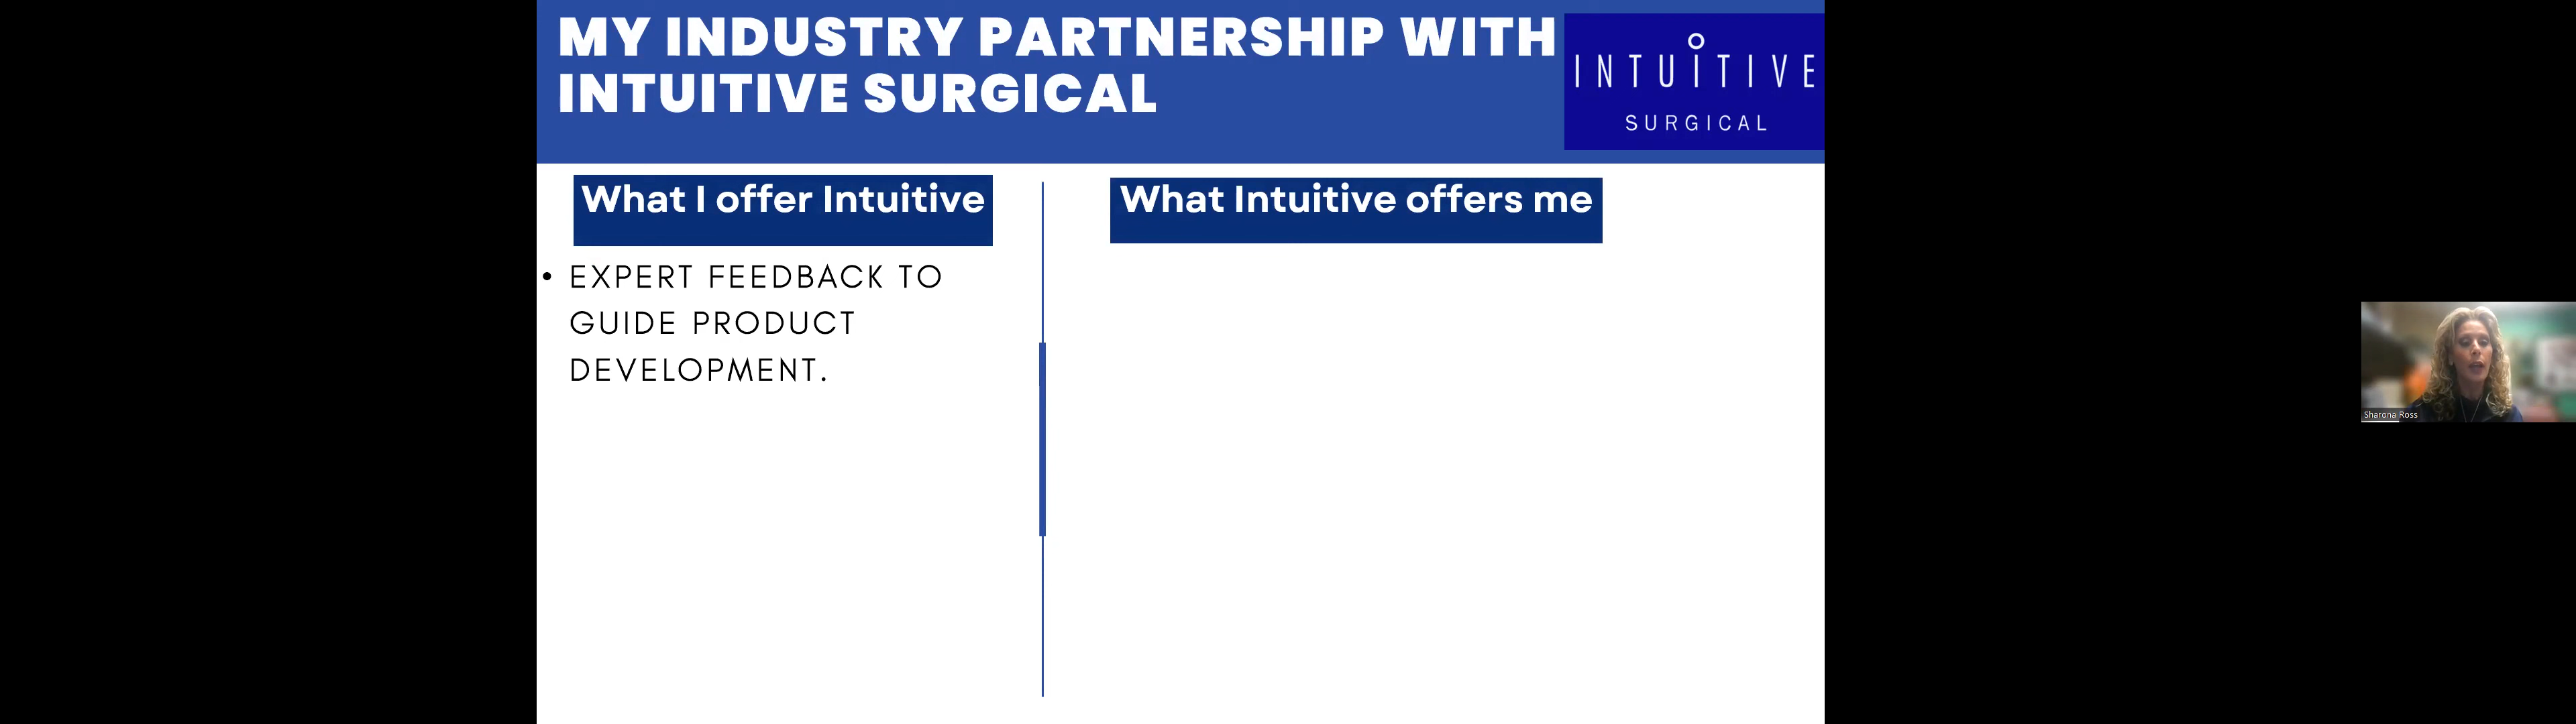 MY INDUSTRY PARTNERSHIP WITH
INTUITIVE SURGICAL
INTUITIVE
SURGICAL
What I offer Intuitive
• EXPERT FEEDBACK TO
GUIDE PRODUCT
DEVELOPMENT.
What Intuitive offers me
Sharona Ross